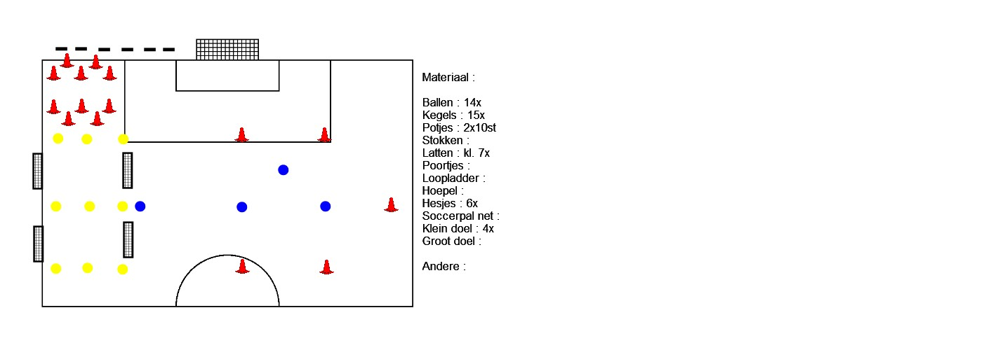 Materiaal :
Ballen : 14x
Kegels : 15x
Potjes : 2x10st
Stokken :
Latten : kl. 7x
Poortjes :
Loopladder :
Hoepel :
Hesjes : 6x
Soccerpal net :
Klein doel : 4x
Groot doel :
Andere :